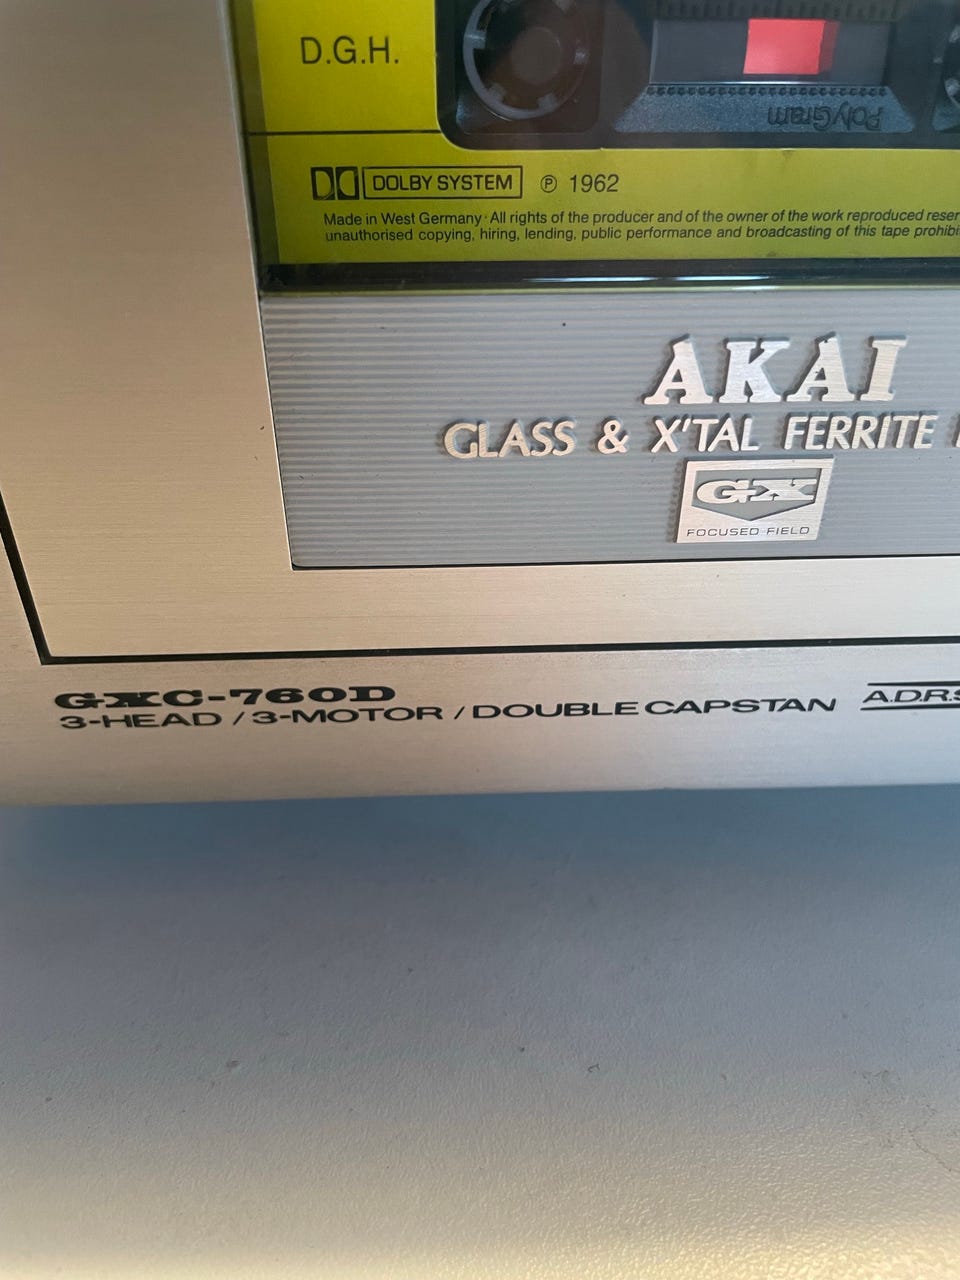 D.G.H.
PolyGram
DOLBY SYSTEM ℗ 1962
Made in West Germany · All rights of the producer and of the owner of the work reproduced reser
unauthorised copying, hiring, lending, public performance and broadcasting of this tape prohibi
AKAI
GLASS & X'TAL FERRITE
GX
FOCUSED FIELD
GXC-760D
3-HEAD / 3-MOTOR / DOUBLE CAPSTAN A.D.R.S